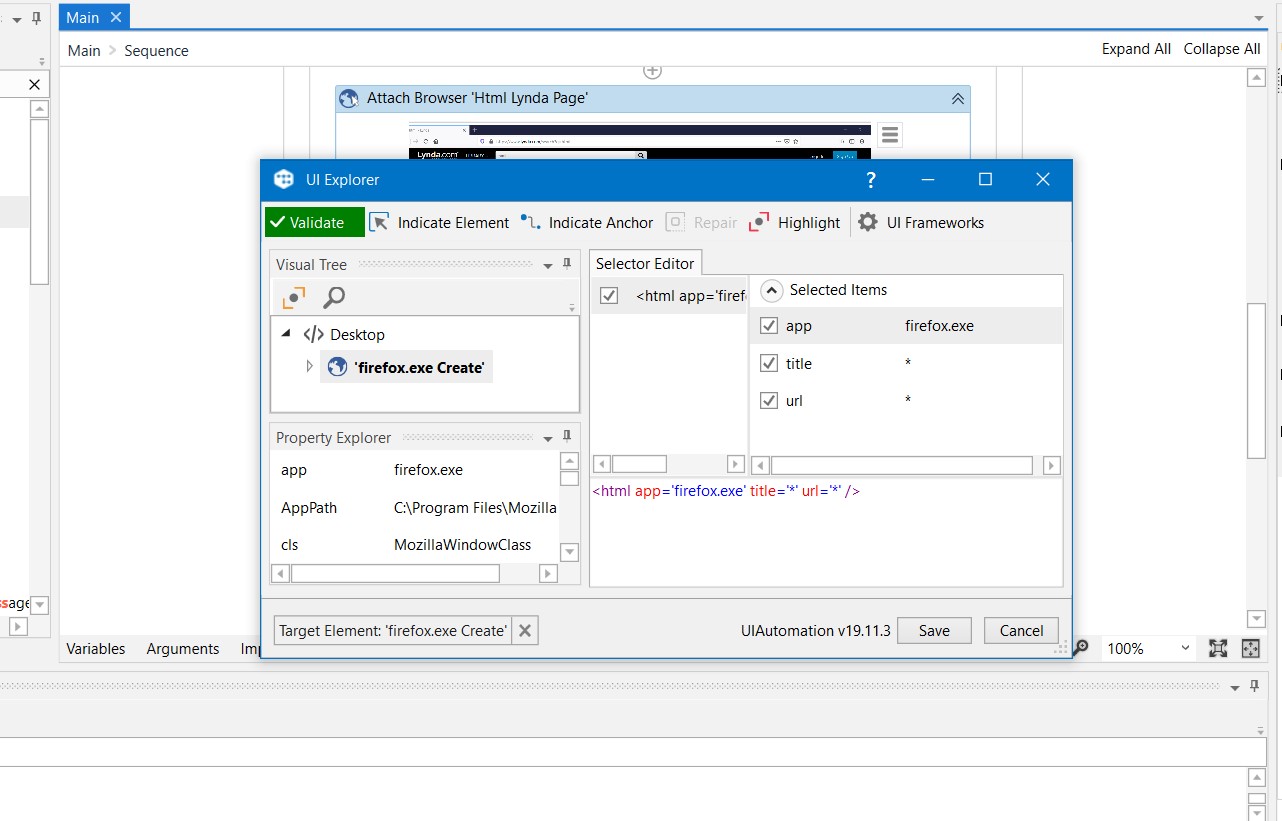 Main
Main > Sequence
Expand All Collapse All
Attach Browser 'Html Lynda Page'
Lynda.com
UI Explorer
?
Validate Indicate Element Indicate Anchor Repair Highlight UI Frameworks
Visual Tree
Desktop
'firefox.exe Create'
Property Explorer
app firefox.exe
AppPath C:\Program Files\Mozilla
cls MozillaWindowClass
Selector Editor
<html app='firef
Selected Items
app firefox.exe
title *
url *
<html app='firefox.exe' title='*' url='*' />
Target Element: 'firefox.exe Create'
UIAutomation v19.11.3 Save Cancel
ssage
Variables Arguments Imp
100%